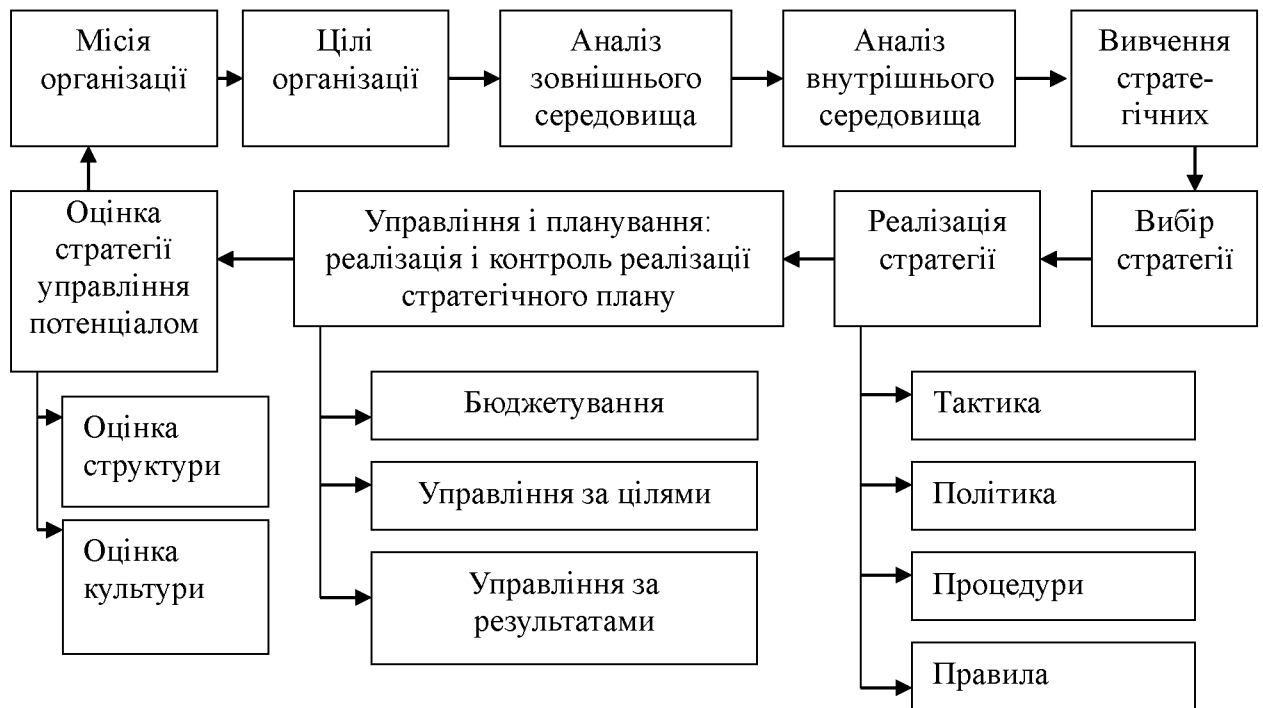 Місія
організації
Цілі
організації
Аналіз
зовнішнього
середовища
Аналіз
внутрішнього
середовища
Вивчення
страте-
гічних
Оцінка
стратегії
управління
потенціалом
Управління і планування:
реалізація і контроль реалізації
стратегічного плану
Реалізація
стратегії
Вибір
стратегії
Оцінка
структури
Оцінка
культури
Бюджетування
Управління за цілями
Управління за
результатами
Тактика
Політика
Процедури
Правила